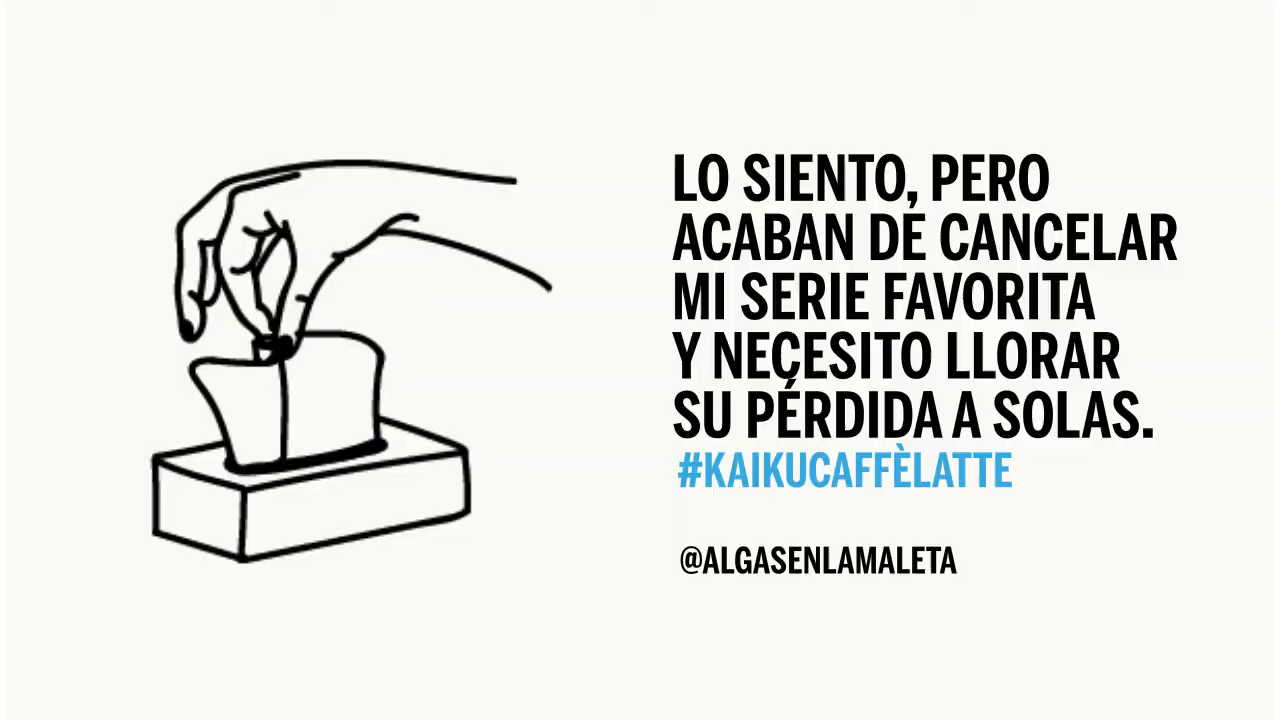 LO SIENTO, PERO
ACABAN DE CANCELAR
MI SERIE FAVORITA
Y NECESITO LLORAR
SU PÉRDIDA A SOLAS.
#KAIKUCAFFÈLATTE
@ALGASENLAMALETA